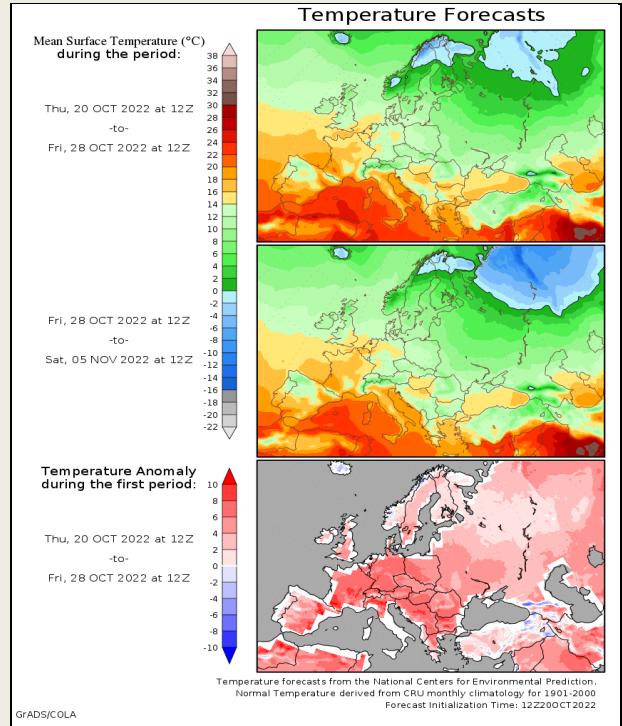 Temperature Forecasts
Mean Surface Temperature (°C)
during the period:
38
36
34
32
30
28
26
24
22
20
18
16
14
12
10
8
6
4
2
0
-2
-4
-6
-8
-10
-12
-14
-16
-18
-20
-22
Thu, 20 OCT 2022 at 12Z
-to-
Fri, 28 OCT 2022 at 12Z
Fri, 28 OCT 2022 at 12Z
-to-
Sat, 05 NOV 2022 at 12Z
Temperature Anomaly
during the first period:
10
8
6
4
2
0
-2
-4
-6
-8
-10
Thu, 20 OCT 2022 at 12Z
-to-
Fri, 28 OCT 2022 at 12Z
Temperature forecasts from the National Centers for Environmental Prediction.
Normal Temperature derived from CRU monthly climatology for 1901-2000
Forecast Initialization Time: 12Z20OCT2022
GrADS/COLA